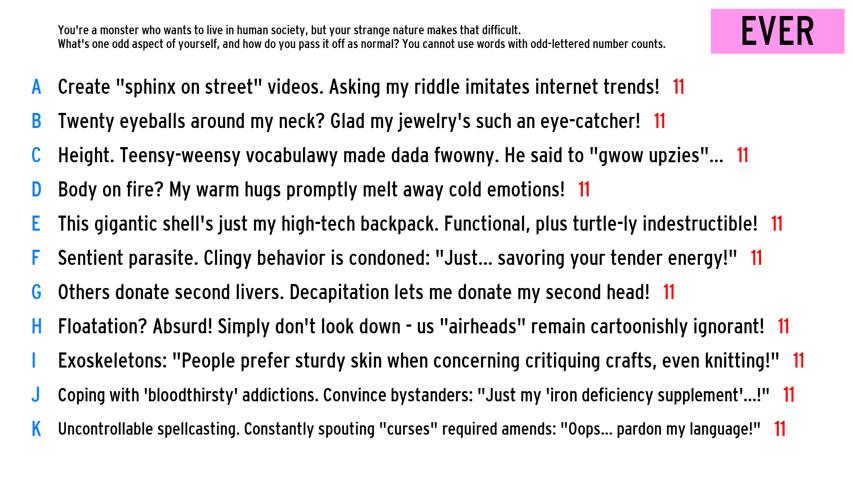 You're a monster who wants to live in human society, but your strange nature makes that difficult.
What's one odd aspect of yourself, and how do you pass it off as normal? You cannot use words with odd-lettered number counts.
EVER
A Create "sphinx on street" videos. Asking my riddle imitates internet trends! 11
B Twenty eyeballs around my neck? Glad my jewelry's such an eye-catcher! 11
C Height. Teensy-weensy vocabulawy made dada fwowny. He said to "gwow upzies"... 11
D Body on fire? My warm hugs promptly melt away cold emotions! 11
E This gigantic shell's just my high-tech backpack. Functional, plus turtle-ly indestructible! 11
F Sentient parasite. Clingy behavior is condoned: "Just... savoring your tender energy!" 11
G Others donate second livers. Decapitation lets me donate my second head! 11
H Floatation? Absurd! Simply don't look down - us "airheads" remain cartoonishly ignorant! 11
I Exoskeletons: "People prefer sturdy skin when concerning critiquing crafts, even knitting!" 11
J Coping with 'bloodthirsty' addictions. Convince bystanders: "Just my 'iron deficiency supplement'...!" 11
K Uncontrollable spellcasting. Constantly spouting "curses" required amends: "Oops... pardon my language!" 11